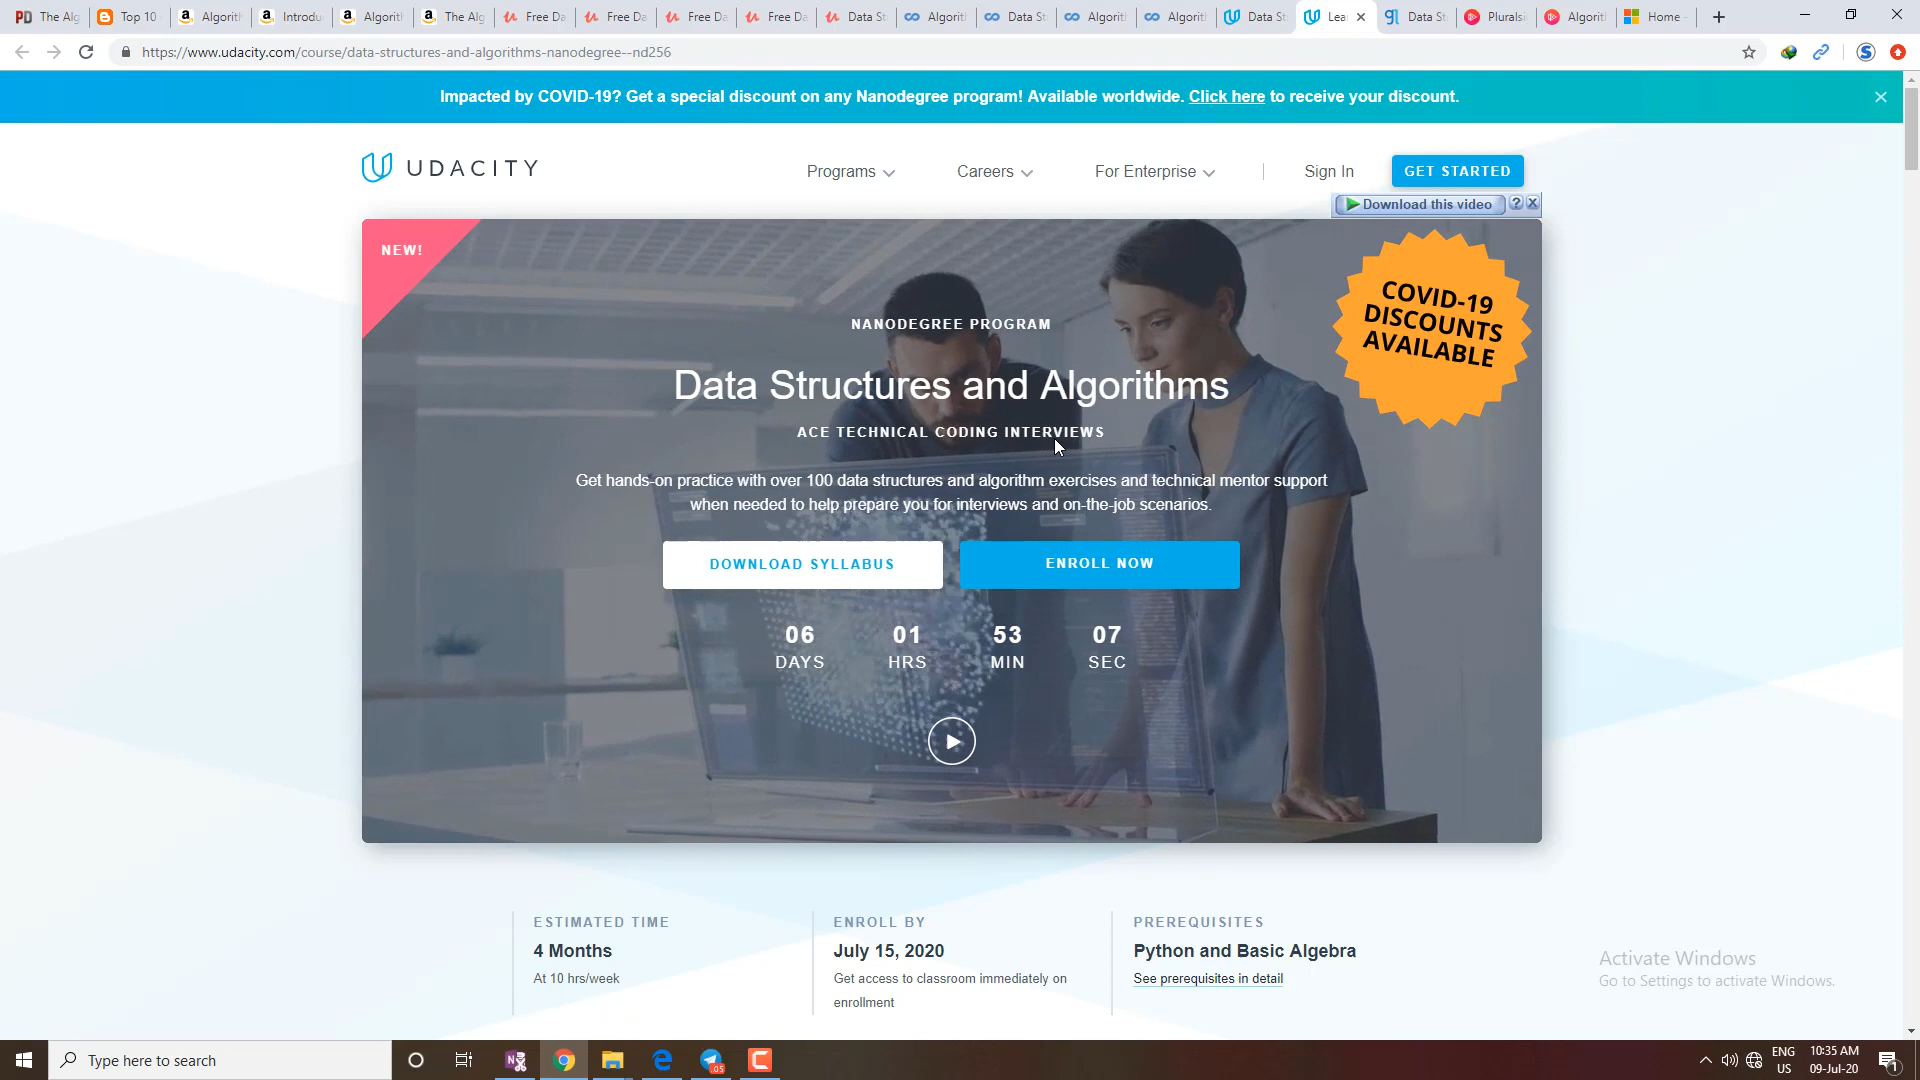 The Alg
Top 10
Algorit
Introdu
Algorit
The Alg
Free Da
Free Da
Free Da
Free Da
Data St
Algorit
Data St
Algorit
Algorit
Data St
Lea
Data St
Pluralsi
Algorit
Home -
https://www.udacity.com/course/data-structures-and-algorithms-nanodegree--nd256
Impacted by COVID-19? Get a special discount on any Nanodegree program! Available worldwide. Click here to receive your discount.
UDACITY
Programs
Careers
For Enterprise
Sign In
GET STARTED
Download this video
NEW!
COVID-19
DISCOUNTS
AVAILABLE
NANODEGREE PROGRAM
Data Structures and Algorithms
ACE TECHNICAL CODING INTERVIEWS
Get hands-on practice with over 100 data structures and algorithm exercises and technical mentor support
when needed to help prepare you for interviews and on-the-job scenarios.
DOWNLOAD SYLLABUS
ENROLL NOW
06 01 53 07
DAYS HRS MIN SEC
ESTIMATED TIME
4 Months
At 10 hrs/week
ENROLL BY
July 15, 2020
Get access to classroom immediately on
enrollment
PREREQUISITES
Python and Basic Algebra
See prerequisites in detail
Activate Windows
Go to Settings to activate Windows.
Type here to search
ENG
US
10:35 AM
09-Jul-20